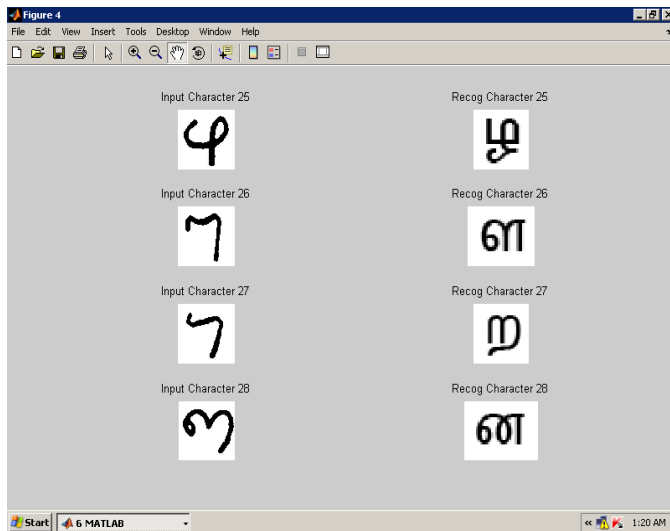 Figure 4
File Edit View Insert Tools Desktop Window Help
Input Character 25 Recog Character 25
ழ
Input Character 26 Recog Character 26
ள
Input Character 27 Recog Character 27
ற
Input Character 28 Recog Character 28
ன
Start 6 MATLAB 1:20 AM